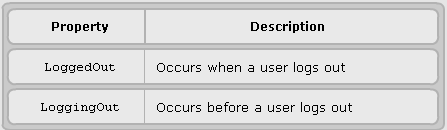 Property Description
LoggedOut Occurs when a user logs out
LoggingOut Occurs before a user logs out